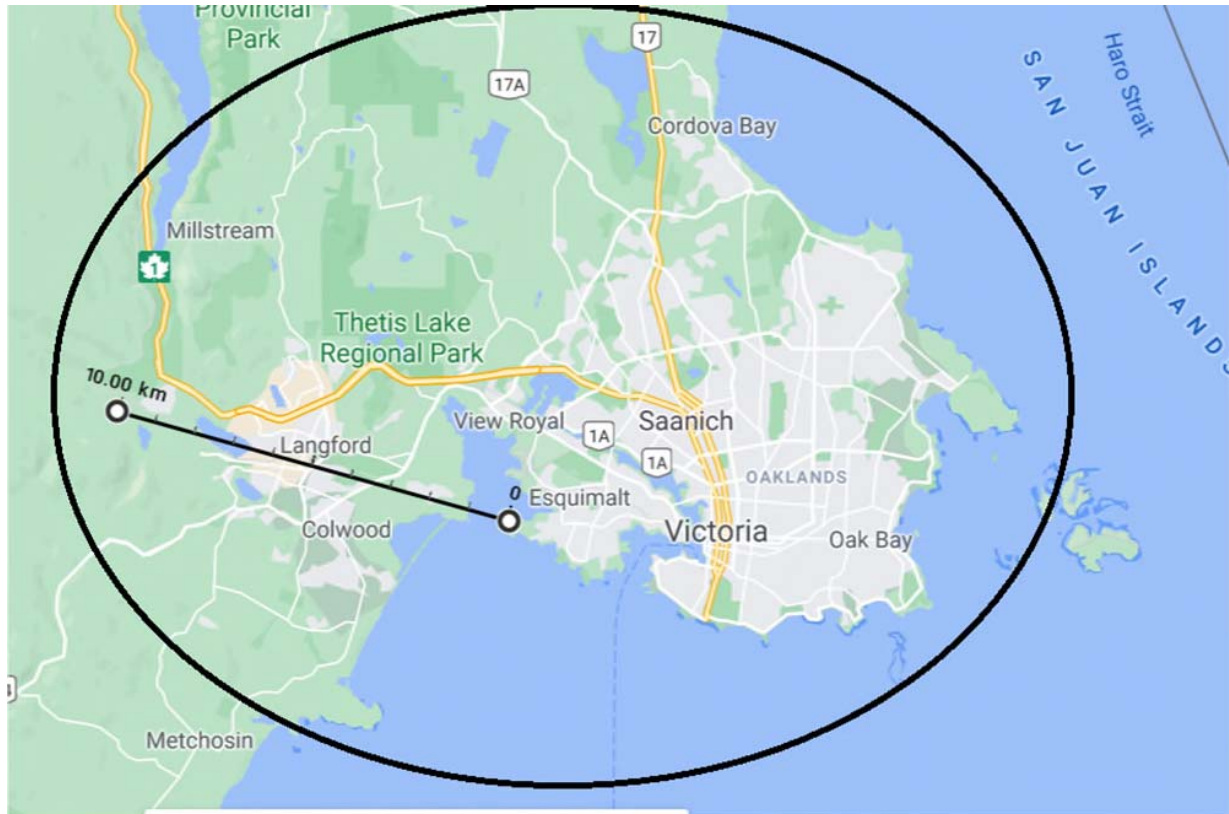 Provincial
Park
17
17A
Haro Strait
SAN JUAN ISLANDS
Cordova Bay
Millstream
1
Thetis Lake
Regional Park
10.00 km
View Royal
Saanich
1A
Langford
1A
OAKLANDS
0
Esquimalt
Colwood
Victoria
Oak Bay
Metchosin